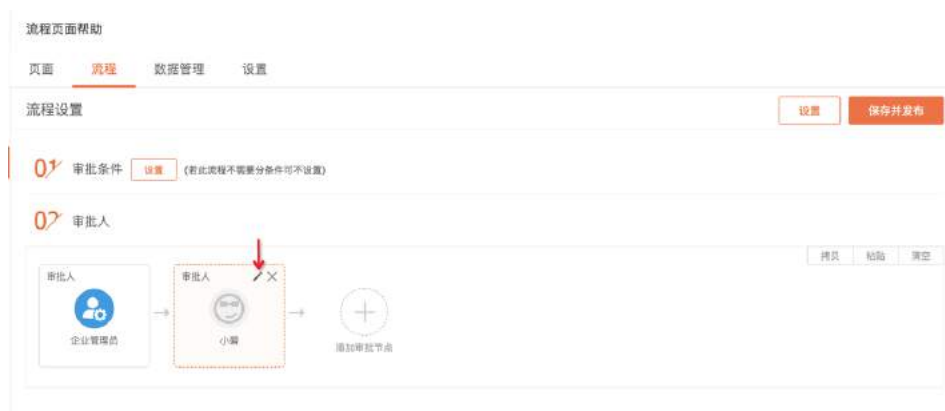 流程页面帮助
页面 流程 数据管理 设置
流程设置 设置 保存并发布
01 审批条件 设置 (若此流程不需要分条件可不设置)
02 审批人
拷贝 粘贴 清空
审批人 审批人
企业管理员 小 添加审批节点